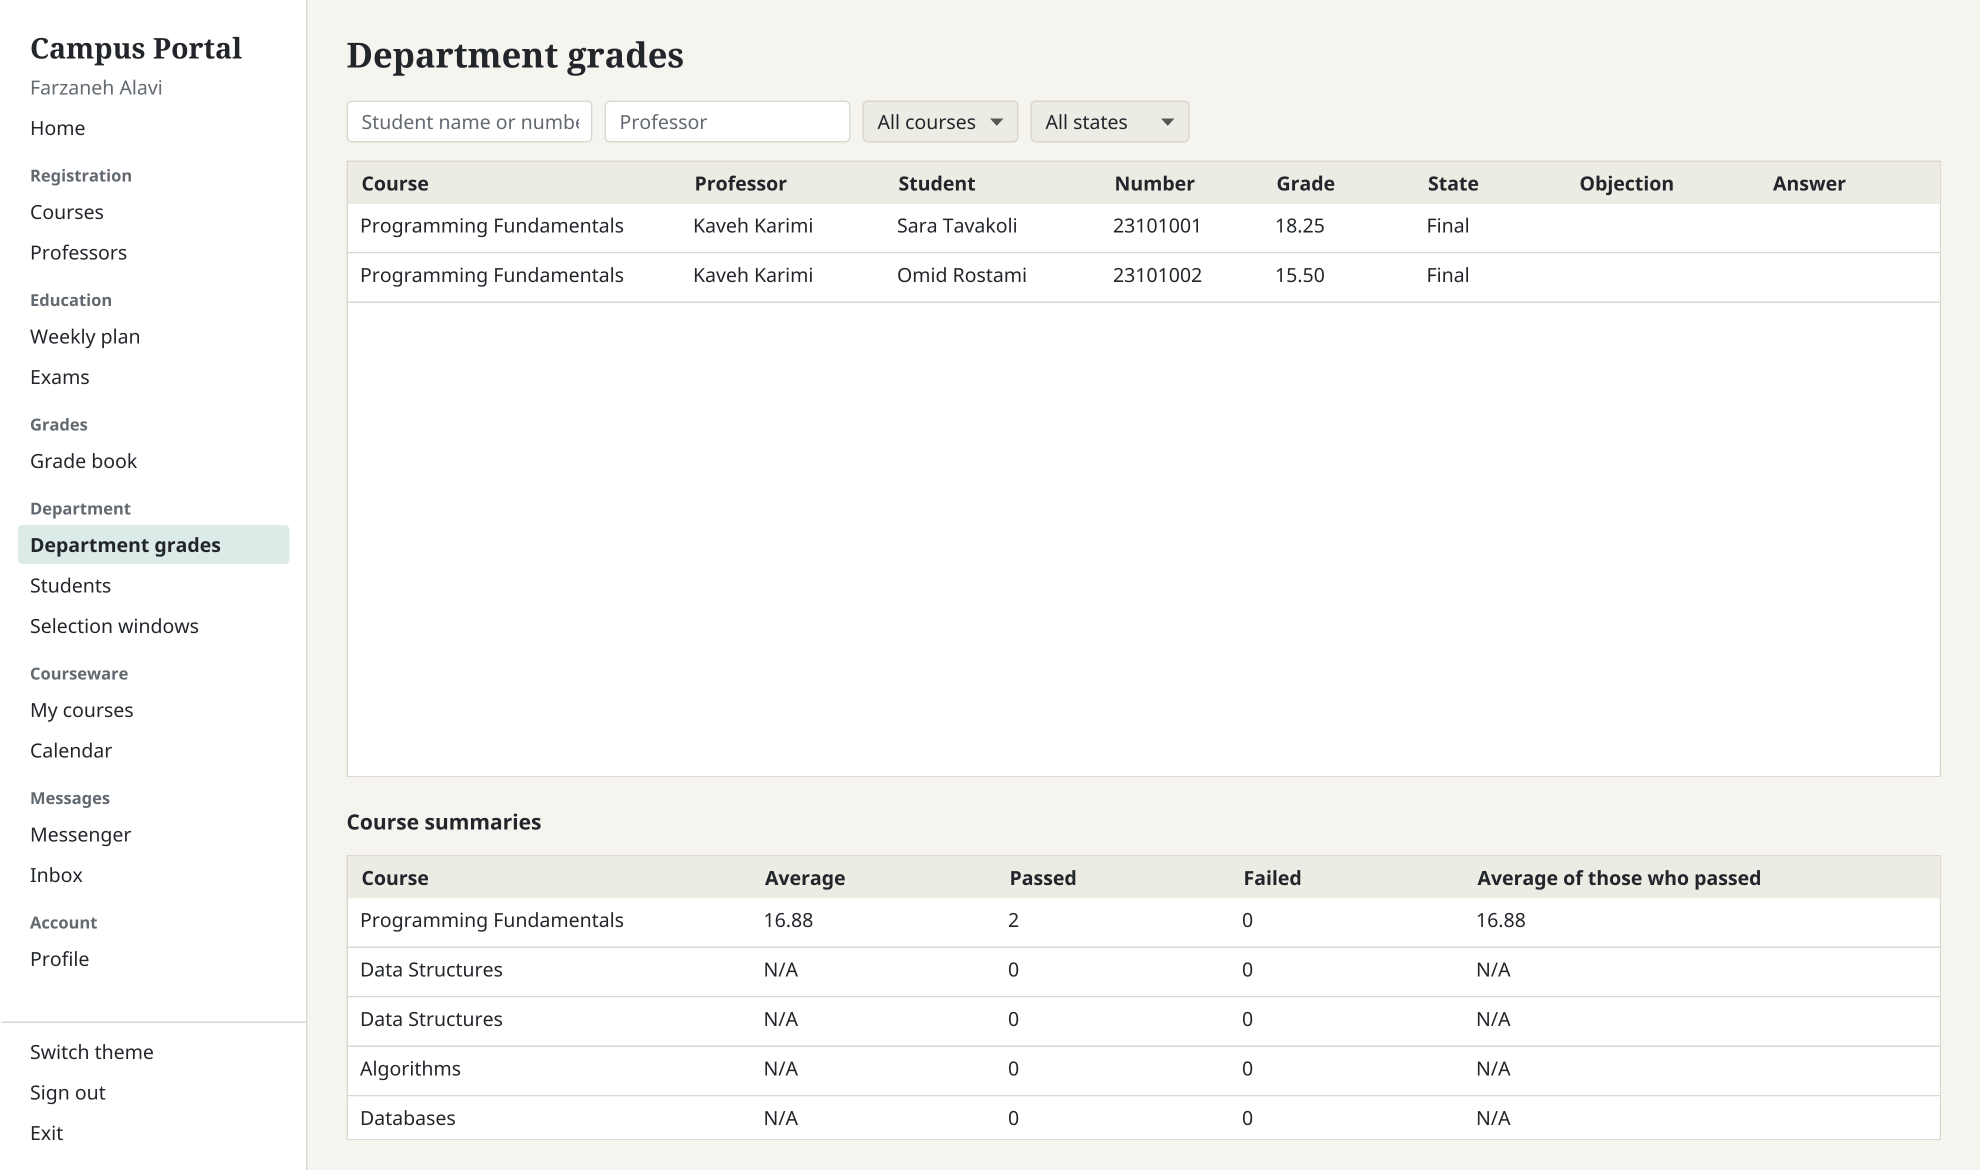 Campus Portal
Farzaneh Alavi
Home
Registration
Courses
Professors
Education
Weekly plan
Exams
Grades
Grade book
Department
Department grades
Students
Selection windows
Courseware
My courses
Calendar
Messages
Messenger
Inbox
Account
Profile
Switch theme
Sign out
Exit
Department grades
Student name or numbe Professor All courses All states
Course Professor Student Number Grade State Objection Answer
Programming Fundamentals Kaveh Karimi Sara Tavakoli 23101001 18.25 Final
Programming Fundamentals Kaveh Karimi Omid Rostami 23101002 15.50 Final
Course summaries
Course Average Passed Failed Average of those who passed
Programming Fundamentals 16.88 2 0 16.88
Data Structures N/A 0 0 N/A
Data Structures N/A 0 0 N/A
Algorithms N/A 0 0 N/A
Databases N/A 0 0 N/A